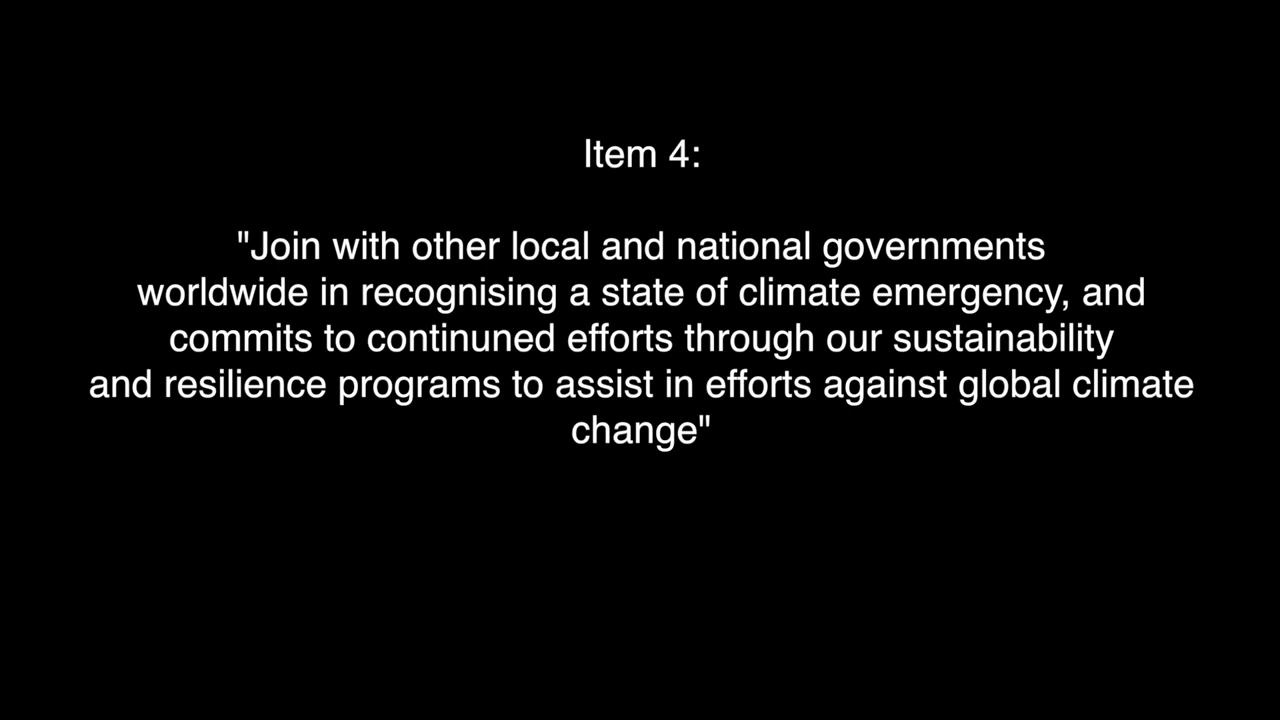 Item 4:
"Join with other local and national governments
worldwide in recognising a state of climate emergency, and
commits to continuned efforts through our sustainability
and resilience programs to assist in efforts against global climate
change"